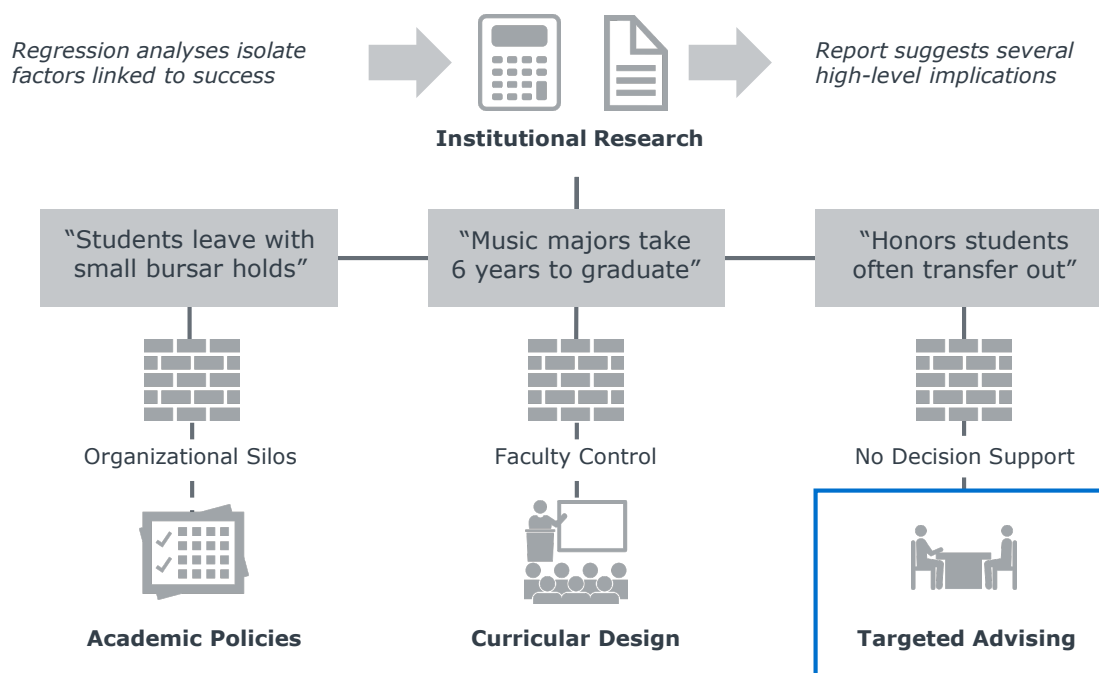 Regression analyses isolate
factors linked to success
Report suggests several
high-level implications
Institutional Research
“Students leave with
small bursar holds”
“Music majors take
6 years to graduate”
“Honors students
often transfer out”
Organizational Silos
Faculty Control
No Decision Support
Academic Policies
Curricular Design
Targeted Advising